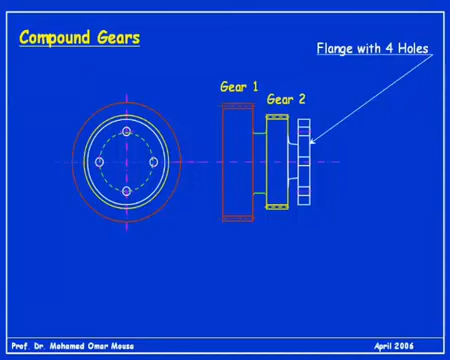 Compound Gears
Flange with 4 Holes
Gear 1
Gear 2
Prof. Dr. Mohamed Omar Mousa
April 2006